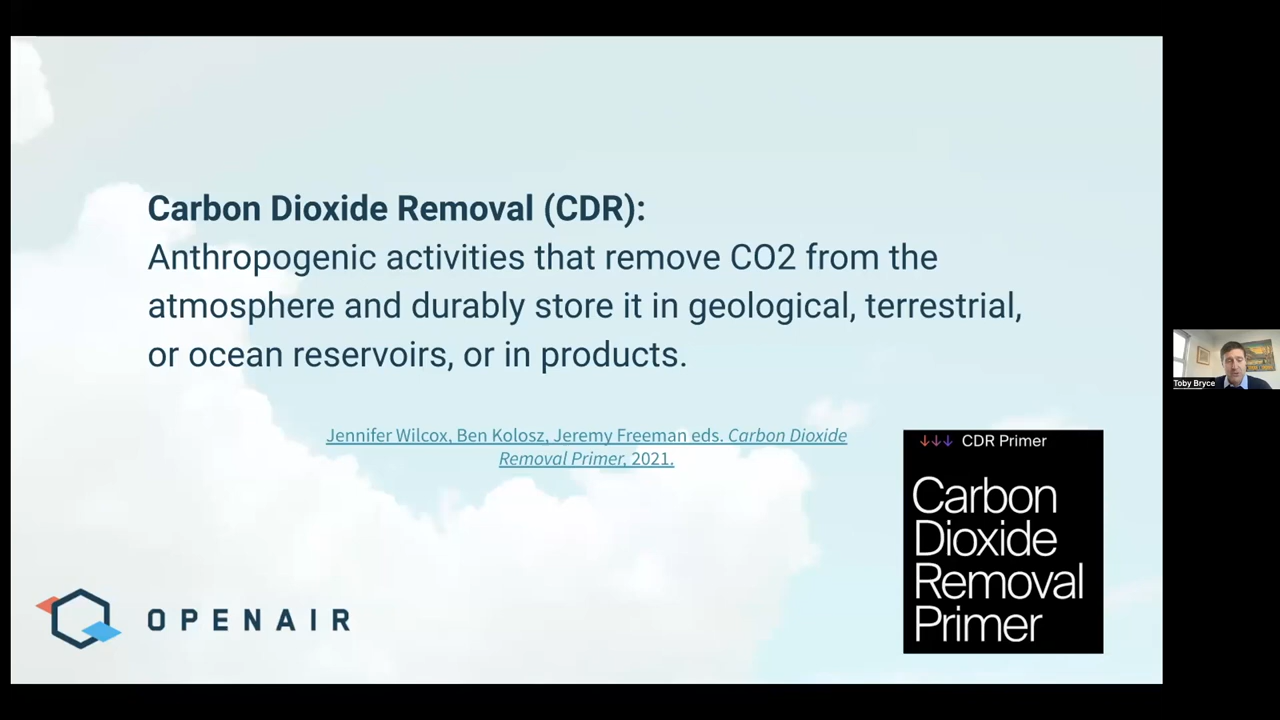 Carbon Dioxide Removal (CDR):
Anthropogenic activities that remove CO2 from the
atmosphere and durably store it in geological, terrestrial,
or ocean reservoirs, or in products.
Jennifer Wilcox, Ben Kolosz, Jeremy Freeman eds. Carbon Dioxide
Removal Primer, 2021.
CDR Primer
Carbon
Dioxide
Removal
Primer
OPENAIR
Toby Bryce